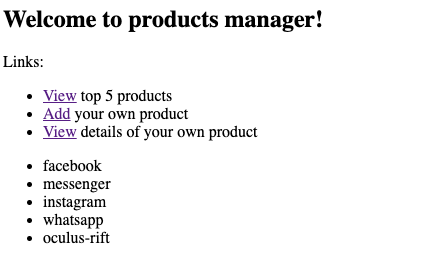 Welcome to products manager!
Links:
View top 5 products
Add your own product
View details of your own product
facebook
messenger
instagram
whatsapp
oculus-rift